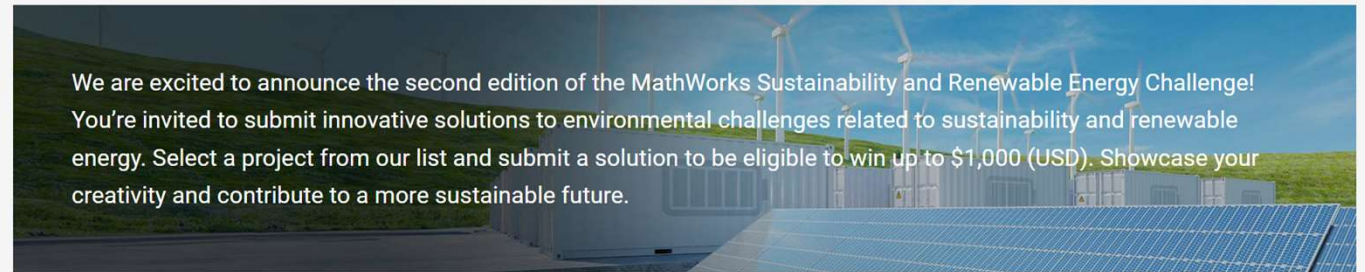 We are excited to announce the second edition of the MathWorks Sustainability and Renewable Energy Challenge!
You’re invited to submit innovative solutions to environmental challenges related to sustainability and renewable
energy. Select a project from our list and submit a solution to be eligible to win up to $1,000 (USD). Showcase your
creativity and contribute to a more sustainable future.